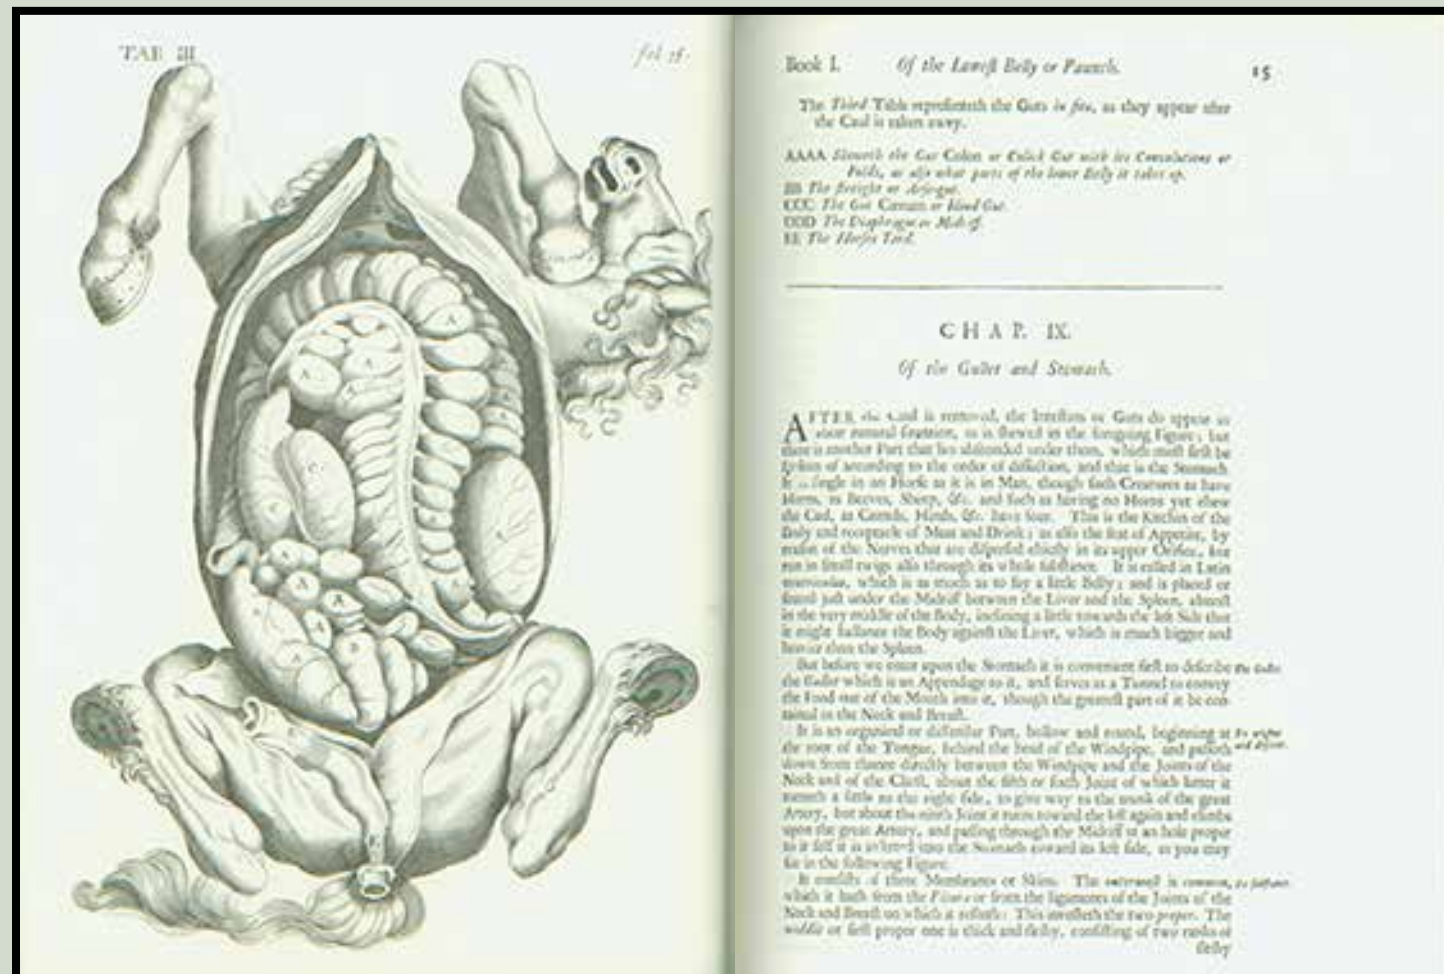 TAB III
fol 15.
Book I. Of the Loweſt Belly or Paunch. 15
The Third Table repreſenteth the Guts in ſitu, as they appear after
the Caul is taken away.
AAAA Sheweth the Gut Colon or Colick Gut with its Convolutions or
Folds, as alſo what parts of the lower Belly it takes up.
BB The ſtreight or Arſe-gut.
CCC The Gut Cæcum or blind Gut.
DDD The Diaphragm or Midriff.
EE The Horſes Yard.
CHAP. IX.
Of the Gullet and Stomach.
AFTER the Caul is removed, the Inteſtins or Guts do appear in
their natural ſituation, as is ſhewed in the foregoing Figure; but
there is another Part that lies abſconded under them, which muſt firſt be
ſpoken of according to the order of diſſection, and that is the Stomach.
It is ſingle in an Horſe as it is in Man, though ſuch Creatures as have
Horns, as Beeves, Sheep, &c. and ſuch as having no Horns yet chew
the Cud, as Camels, Hinds, &c. have four. This is the Kitchin of the
Body and receptacle of Meat and Drink; as alſo the ſeat of Appetite, by
reaſon of the Nerves that are diſperſed chiefly in its upper Orifice, but
run in ſmall twigs alſo through its whole ſubſtance. It is called in Latin
ventriculus, which is as much as to ſay a little Belly; and is placed or
found juſt under the Midriff between the Liver and the Spleen, almoſt
in the very middle of the Body, inclining a little towards the left Side that
it might ballance the Body againſt the Liver, which is much bigger and
heavier than the Spleen.
But before we enter upon the Stomach it is convenient firſt to deſcribe The Gullet.
the Gullet which is an Appendage to it, and ſerves as a Tunnel to convey
the Food out of the Mouth into it, though the greateſt part of it be con-
tained in the Neck and Breaſt.
It is an organical or diſſimilar Part, hollow and round, beginning at
the root of the Tongue, behind the head of the Windpipe, and paſſeth
down from thence directly between the Windpipe and the Joints of the
Neck and of the Cheſt, about the fifth or ſixth Joint of which latter it
turneth a little to the right ſide, to give way to the trunk of the great
Artery, but about the ninth Joint it turns toward the left again and climbs
upon the great Artery, and paſſing through the Midriff at an hole proper
to it ſelf it is inſerted into the Stomach toward its left ſide, as you may
ſee in the following Figure.
It conſiſts of three Membranes or Skins. The outermoſt is common, its ſubſtance.
which it hath from the Pleura or from the ligaments of the Joints of the
Neck and Breaſt on which it reſteth: This inveſteth the two proper. The
middle or firſt proper one is thick and fleſhy, conſiſting of two ranks of
fleſhy